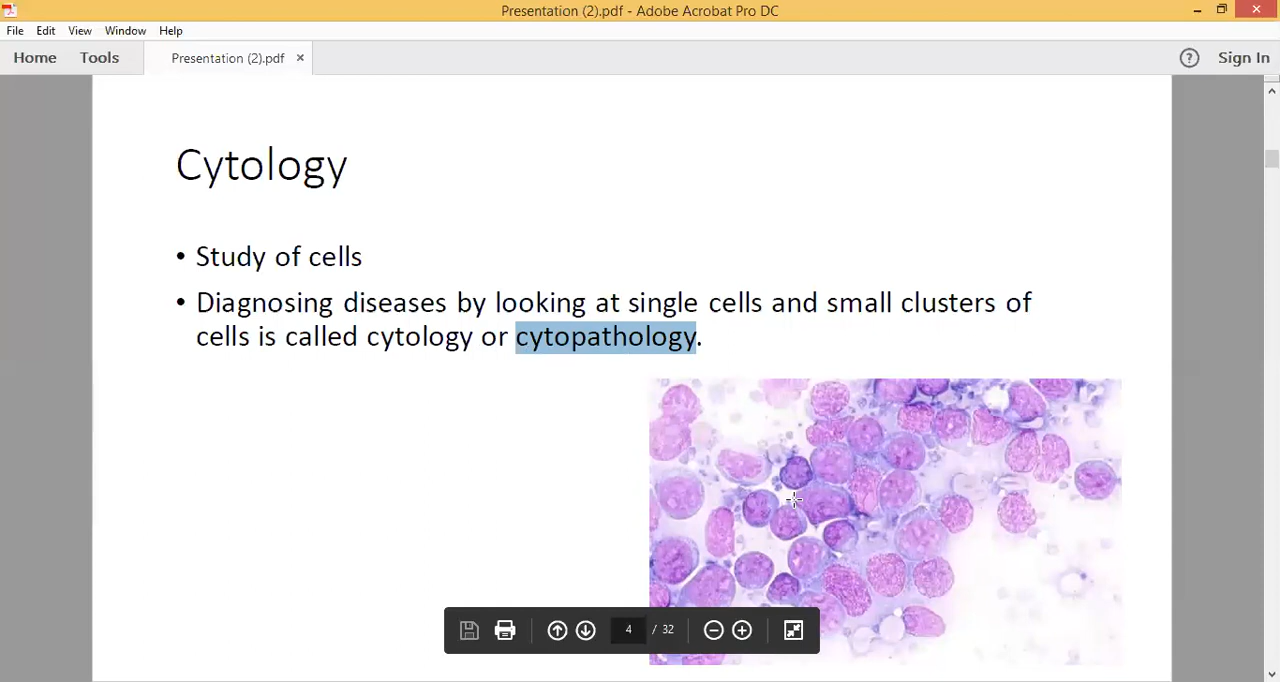 Presentation (2).pdf - Adobe Acrobat Pro DC
File Edit View Window Help
Home Tools Presentation (2).pdf × ? Sign In
Cytology
• Study of cells
• Diagnosing diseases by looking at single cells and small clusters of
cells is called cytology or cytopathology.
4 / 32